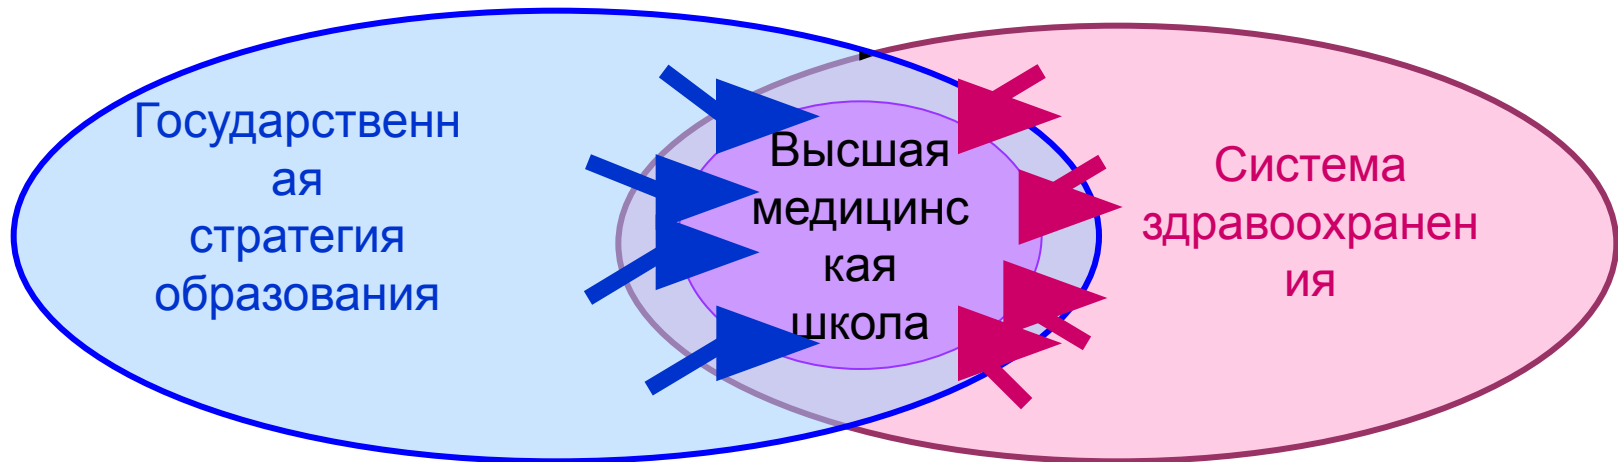 Государственн
ая
стратегия
образования
Высшая
медицинс
кая
школа
Система
здравоохранен
ия